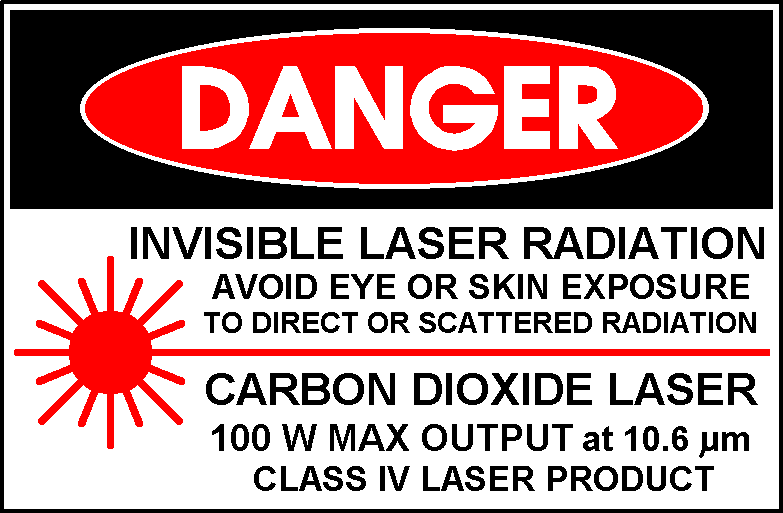 DANGER
INVISIBLE LASER RADIATION
AVOID EYE OR SKIN EXPOSURE
TO DIRECT OR SCATTERED RADIATION
CARBON DIOXIDE LASER
100 W MAX OUTPUT at 10.6 µm
CLASS IV LASER PRODUCT